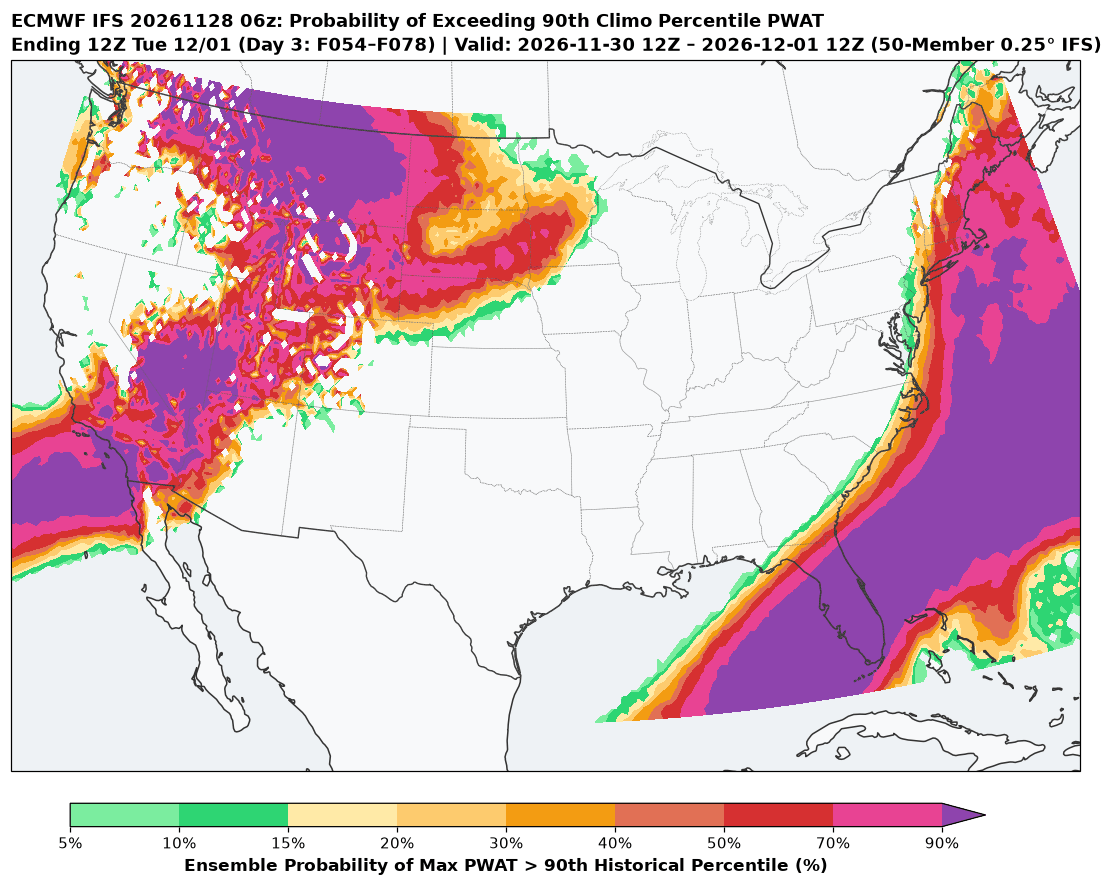 ECMWF IFS 20261128 06z: Probability of Exceeding 90th Climo Percentile PWAT
Ending 12Z Tue 12/01 (Day 3: F054–F078) | Valid: 2026-11-30 12Z – 2026-12-01 12Z (50-Member 0.25° IFS)
5% 10% 15% 20% 30% 40% 50% 70% 90%
Ensemble Probability of Max PWAT > 90th Historical Percentile (%)